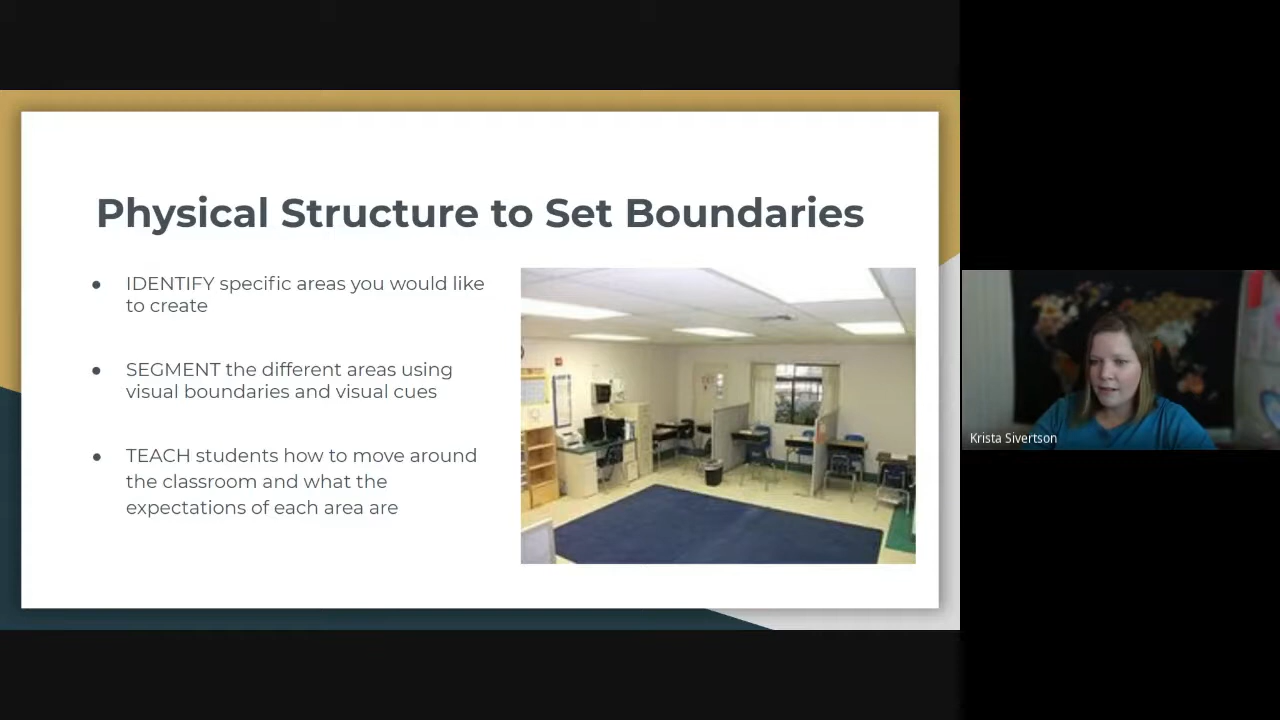 Physical Structure to Set Boundaries
● IDENTIFY specific areas you would like
to create
● SEGMENT the different areas using
visual boundaries and visual cues
● TEACH students how to move around
the classroom and what the
expectations of each area are
Krista Sivertson